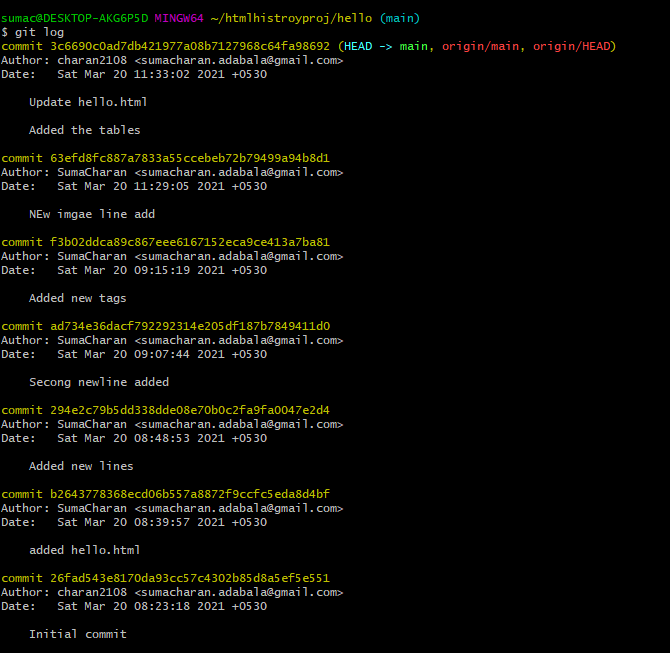 sumac@DESKTOP-AKG6P5D MINGW64 ~/htmlhistroyproj/hello (main)
$ git log
commit 3c6690c0ad7db421977a08b7127968c64fa98692 (HEAD -> main, origin/main, origin/HEAD)
Author: charan2108 <sumacharan.adabala@gmail.com>
Date:   Sat Mar 20 11:33:02 2021 +0530
    Update hello.html
    Added the tables
commit 63efd8fc887a7833a55ccebeb72b79499a94b8d1
Author: SumaCharan <sumacharan.adabala@gmail.com>
Date:   Sat Mar 20 11:29:05 2021 +0530
    NEw imgae line add
commit f3b02ddca89c867eee6167152eca9ce413a7ba81
Author: SumaCharan <sumacharan.adabala@gmail.com>
Date:   Sat Mar 20 09:15:19 2021 +0530
    Added new tags
commit ad734e36dacf792292314e205df187b7849411d0
Author: SumaCharan <sumacharan.adabala@gmail.com>
Date:   Sat Mar 20 09:07:44 2021 +0530
    Secong newline added
commit 294e2c79b5dd338dde08e70b0c2fa9fa0047e2d4
Author: SumaCharan <sumacharan.adabala@gmail.com>
Date:   Sat Mar 20 08:48:53 2021 +0530
    Added new lines
commit b2643778368ecd06b557a8872f9ccfc5eda8d4bf
Author: SumaCharan <sumacharan.adabala@gmail.com>
Date:   Sat Mar 20 08:39:57 2021 +0530
    added hello.html
commit 26fad543e8170da93cc57c4302b85d8a5ef5e551
Author: charan2108 <sumacharan.adabala@gmail.com>
Date:   Sat Mar 20 08:23:18 2021 +0530
    Initial commit